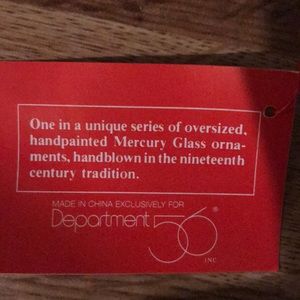 One in a unique series of oversized,
handpainted Mercury Glass orna-
ments, handblown in the nineteenth
century tradition.
MADE IN CHINA EXCLUSIVELY FOR
Department 56®
INC